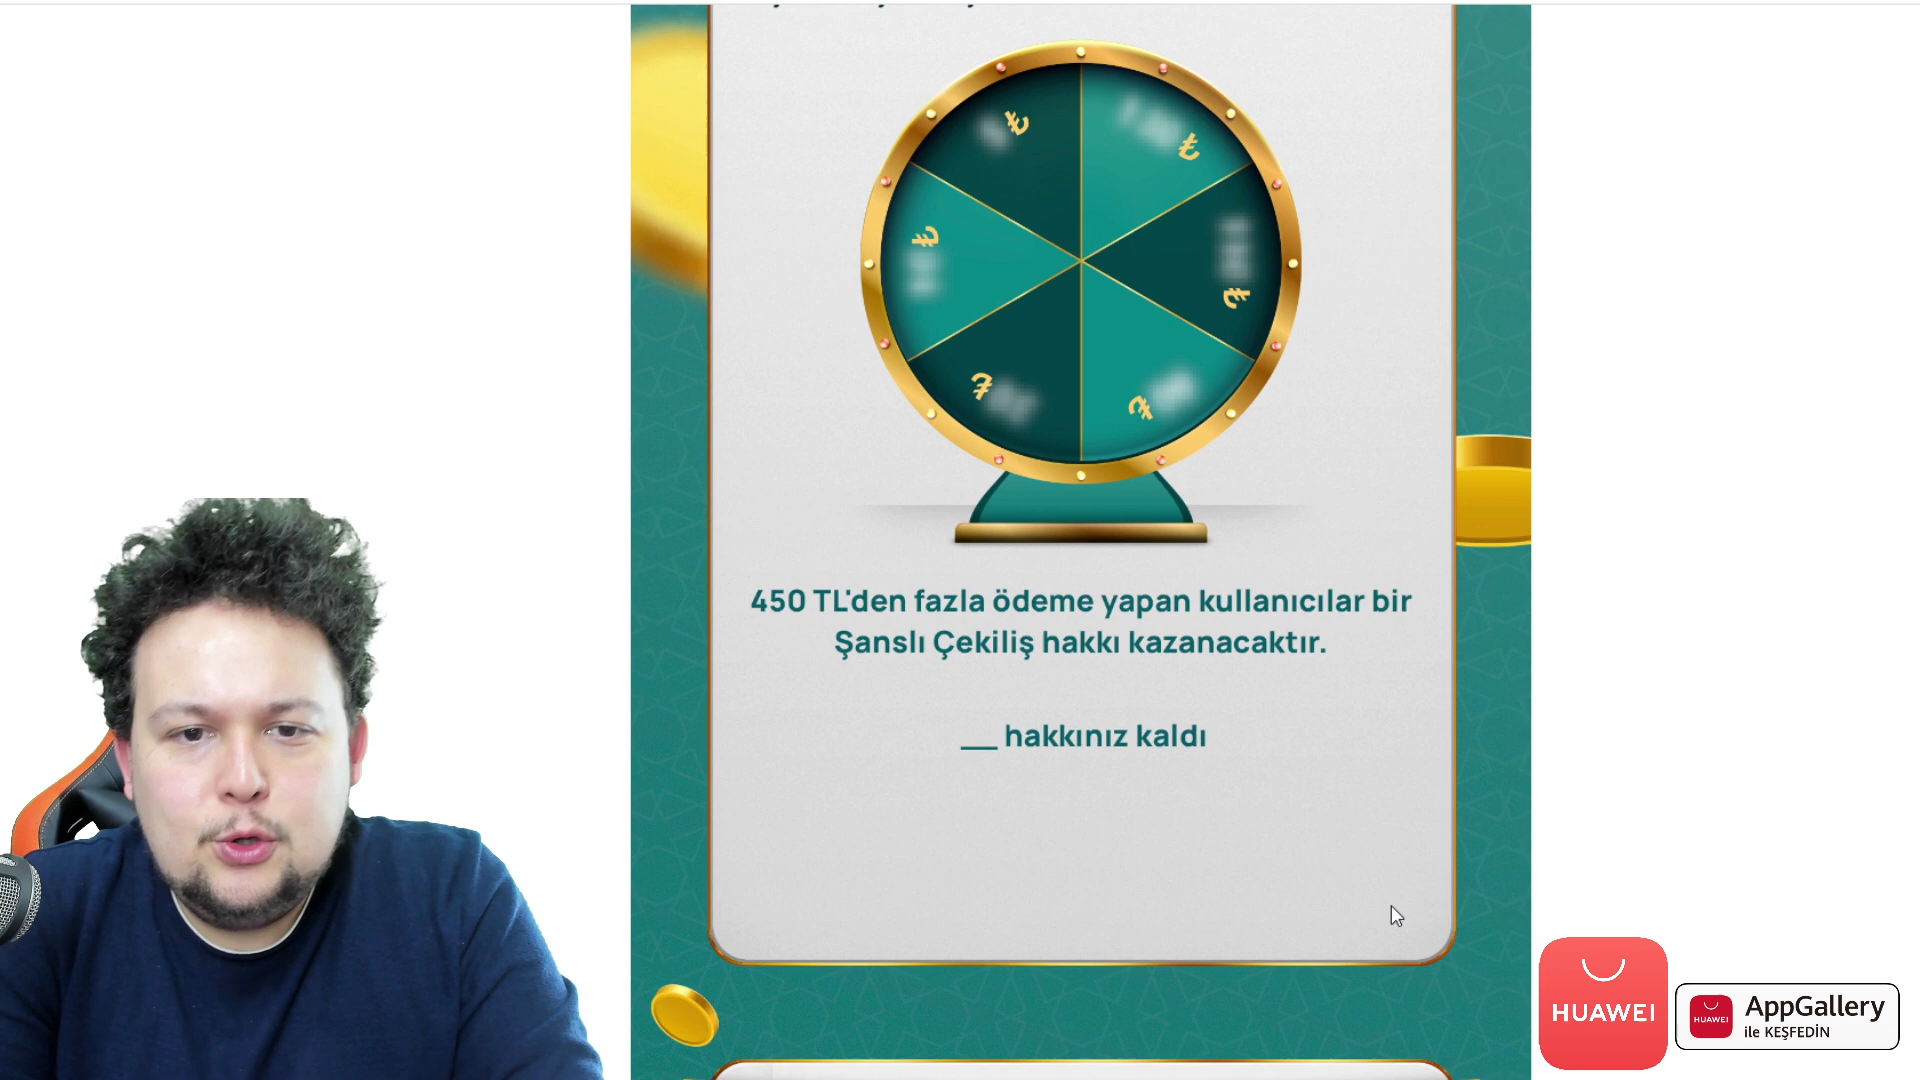 ₺
₺
₺
₺
₺
₺
450 TL'den fazla ödeme yapan kullanıcılar bir
Şanslı Çekiliş hakkı kazanacaktır.
__ hakkınız kaldı
HUAWEI
HUAWEI
AppGallery
ile KEŞFEDİN